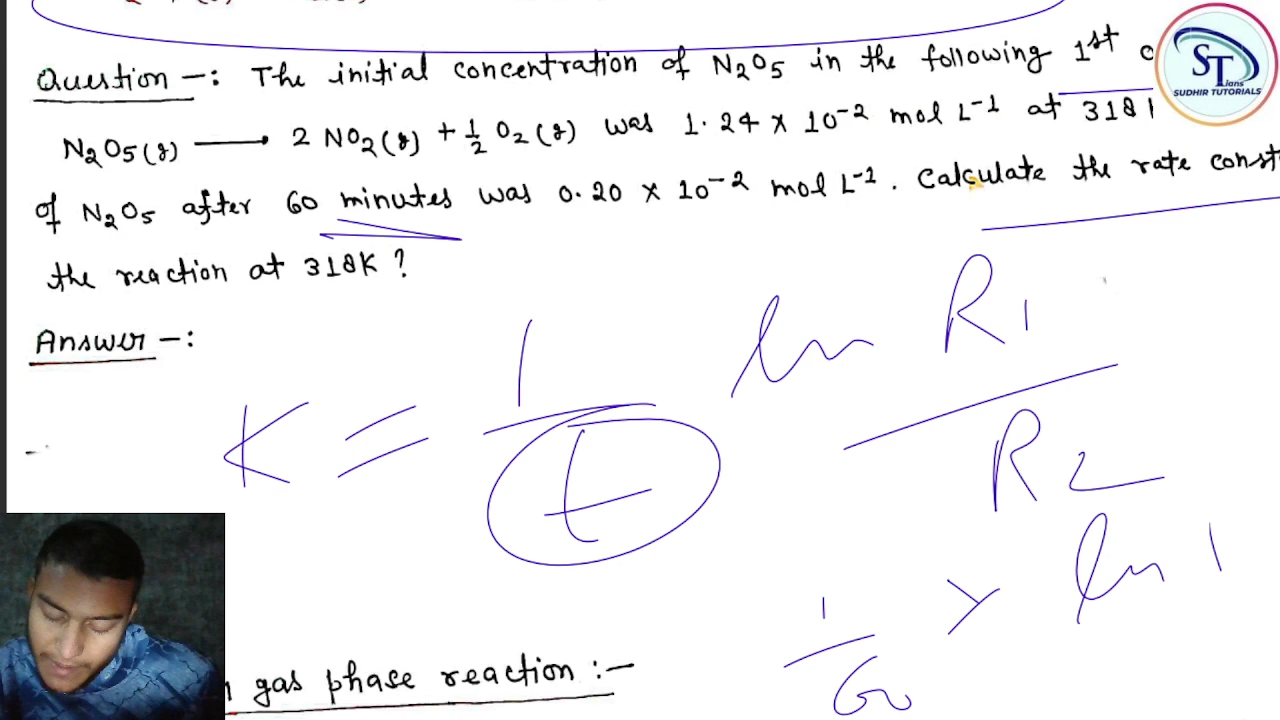 Question -: The initial concentration of N₂O₅ in the following 1st
N₂O₅(g) ⟶ 2 NO₂(g) + 1/2 O₂(g) was 1.24 × 10⁻² mol L⁻¹ at 318
of N₂O₅ after 60 minutes was 0.20 × 10⁻² mol L⁻¹. Calculate the rate const
the reaction at 318K ?
Answer -:
K = 1/t ln R₁/R₂
1/60 × ln 1
gas phase reaction :-
ST
ians
SUDHIR TUTORIALS